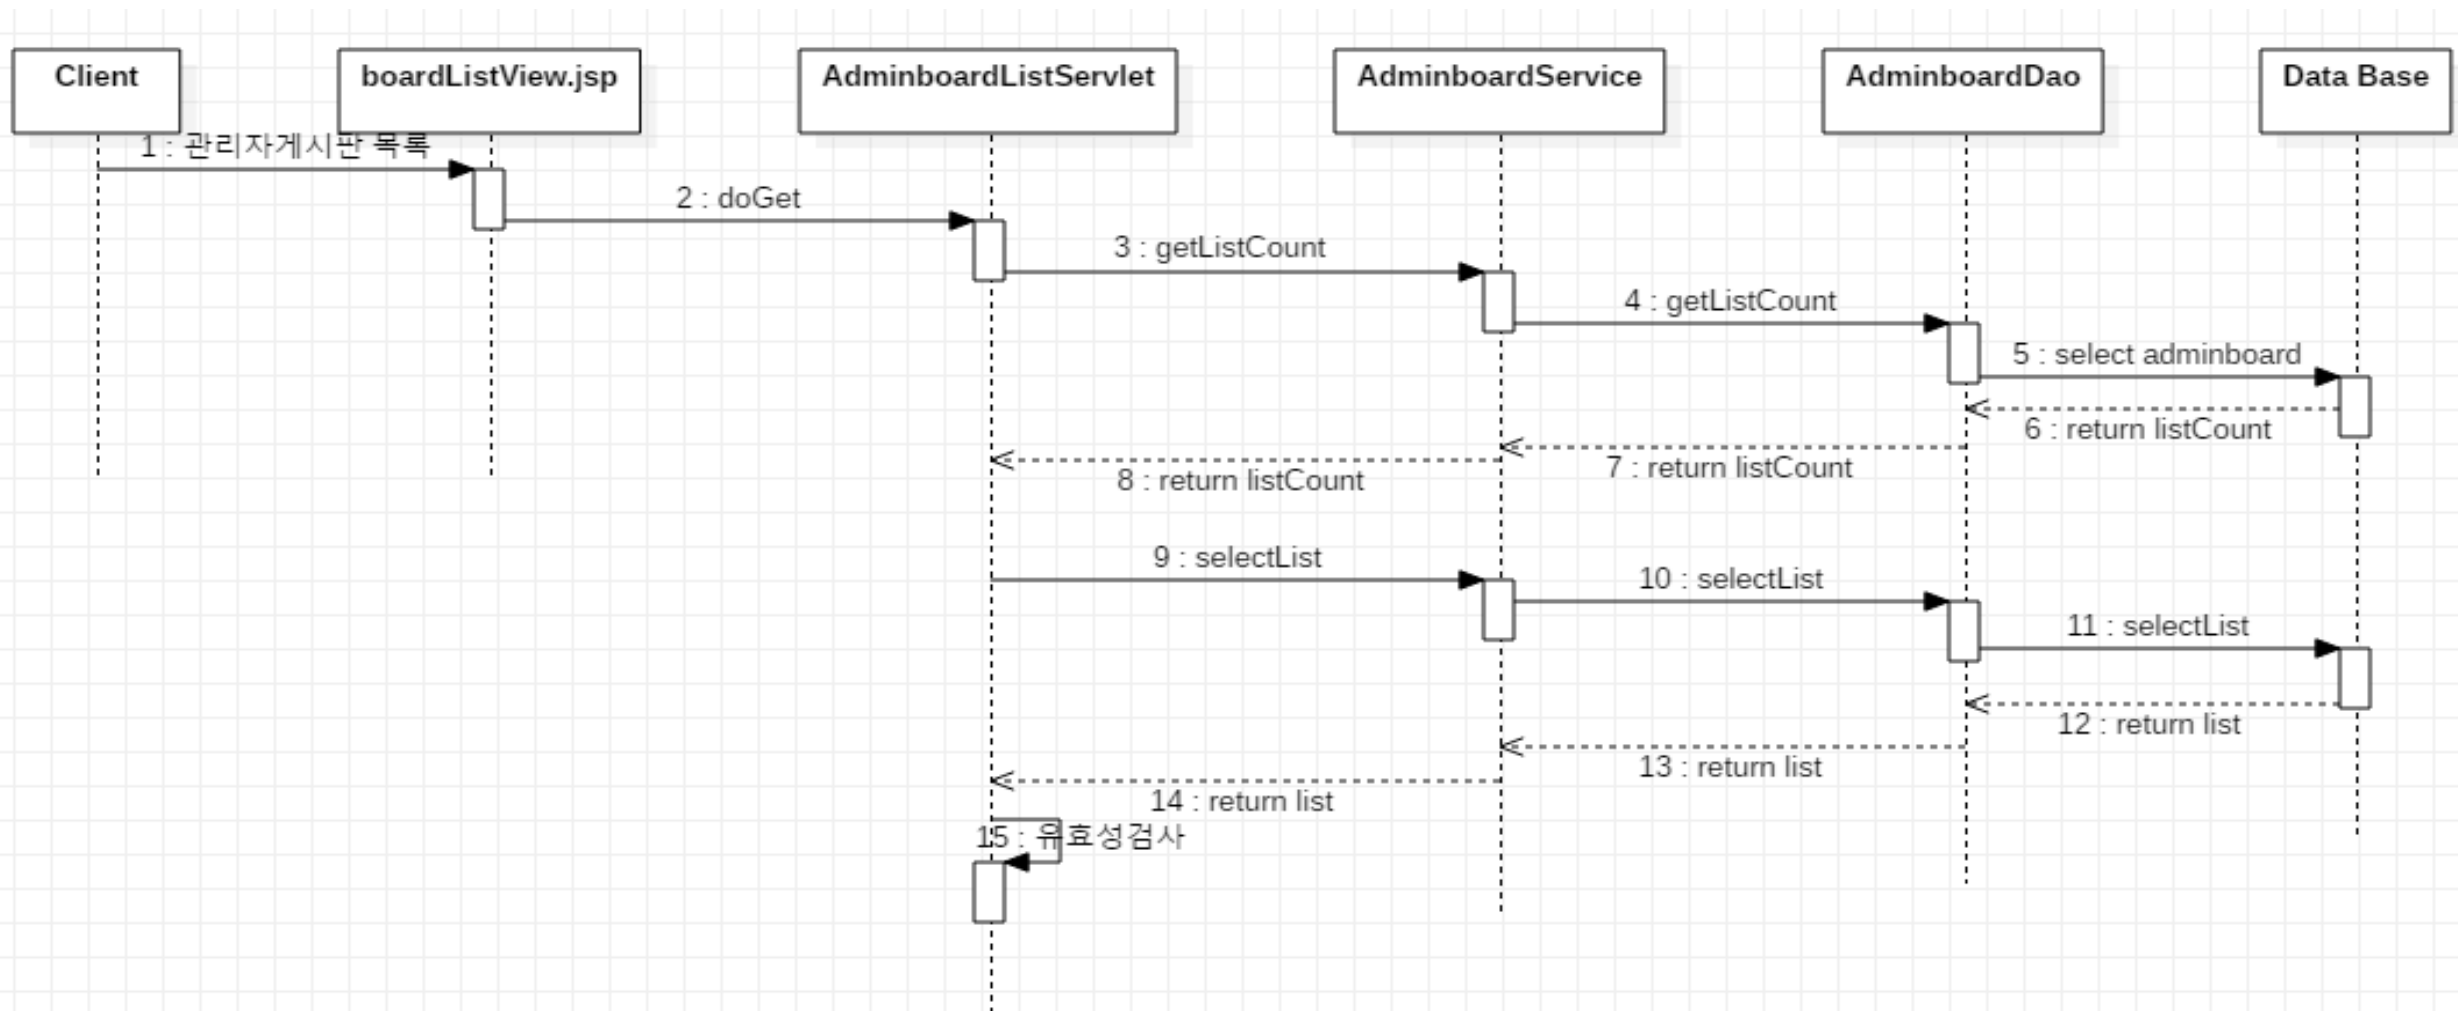 Client
boardListView.jsp
AdminboardListServlet
AdminboardService
AdminboardDao
Data Base
1 : 관리자게시판 목록
2 : doGet
3 : getListCount
4 : getListCount
5 : select adminboard
6 : return listCount
7 : return listCount
8 : return listCount
9 : selectList
10 : selectList
11 : selectList
12 : return list
13 : return list
14 : return list
15 : 유효성검사